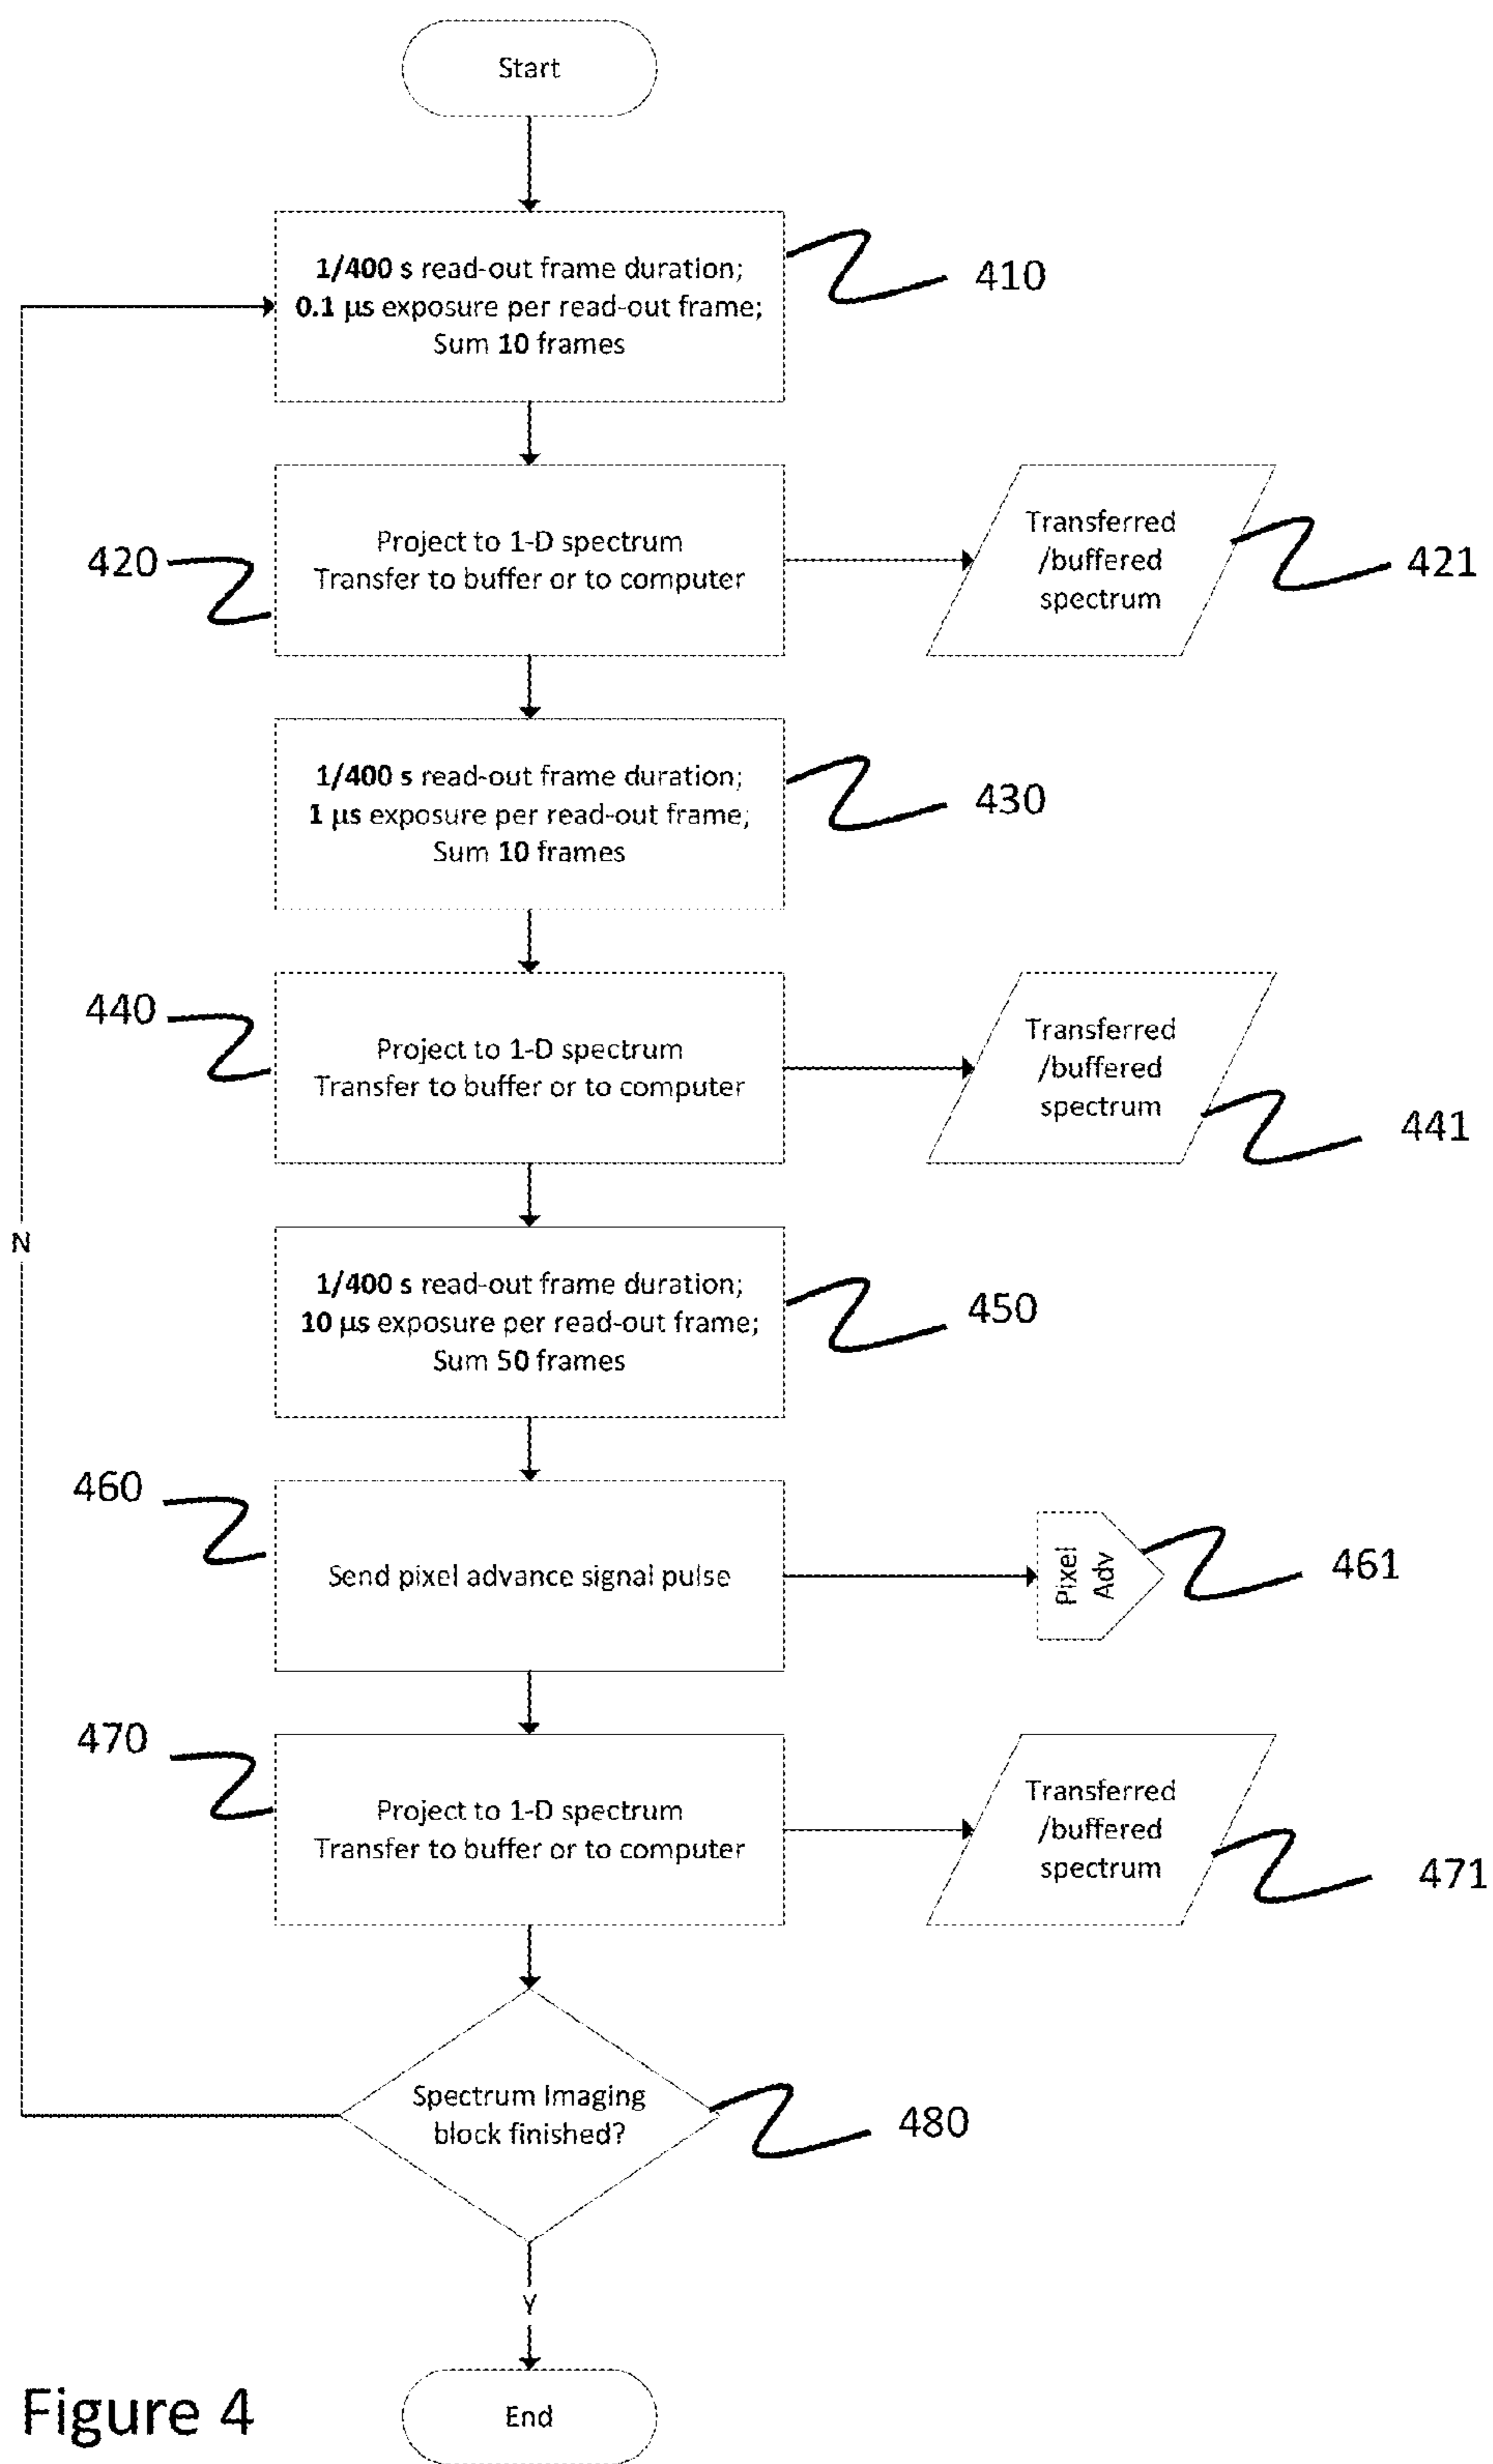 Start
1/400 s read-out frame duration;
0.1 µs exposure per read-out frame;
Sum 10 frames
410
Project to 1-D spectrum
Transfer to buffer or to computer
420
Transferred
/buffered
spectrum
421
1/400 s read-out frame duration;
1 µs exposure per read-out frame;
Sum 10 frames
430
Project to 1-D spectrum
Transfer to buffer or to computer
440
Transferred
/buffered
spectrum
441
N
1/400 s read-out frame duration;
10 µs exposure per read-out frame;
Sum 50 frames
450
460
Send pixel advance signal pulse
Pixel
Adv
461
470
Project to 1-D spectrum
Transfer to buffer or to computer
Transferred
/buffered
spectrum
471
Spectrum Imaging
block finished?
480
Y
End
Figure 4